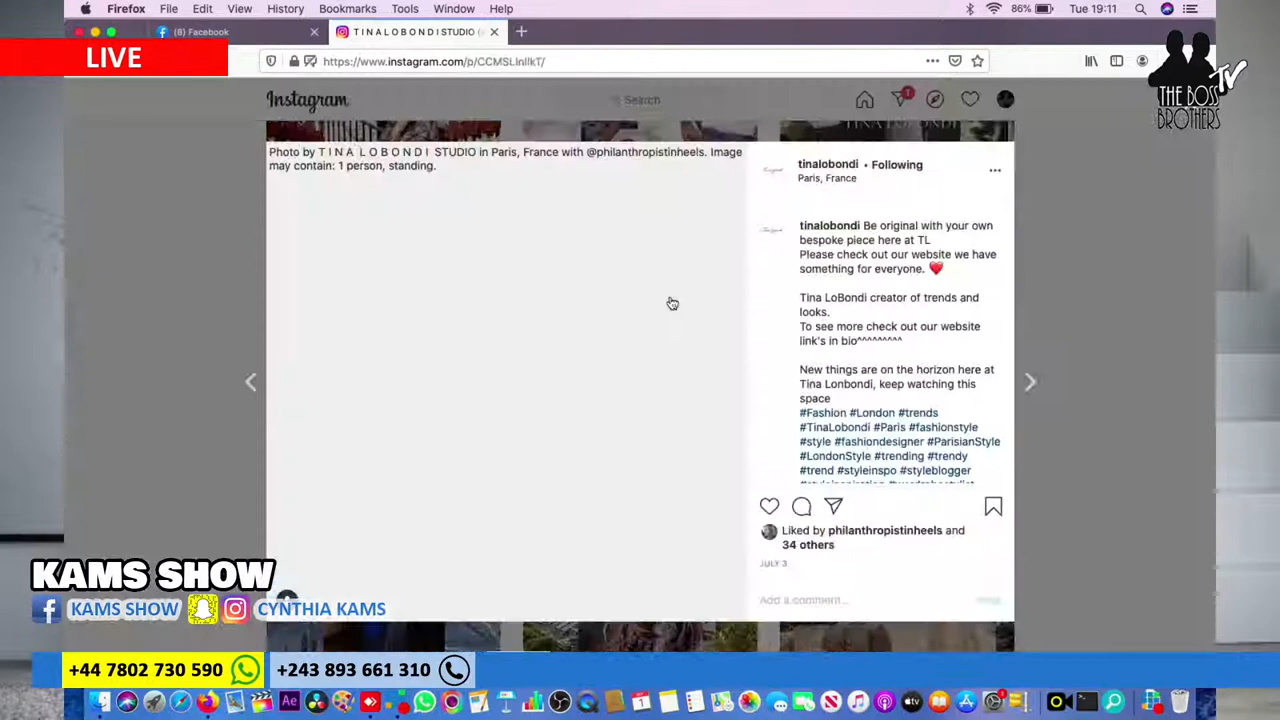 Firefox File Edit View History Bookmarks Tools Window Help
86% Tue 19:11
(8) Facebook
T I N A L O B O N D I STUDIO
LIVE
https://www.instagram.com/p/CCMSLlnlIkT/
Instagram
Search
1
THE BOSS BROTHERS TV
Photo by T I N A L O B O N D I STUDIO in Paris, France with @philanthropistinheels. Image
may contain: 1 person, standing.
tinalobondi • Following
Paris, France
tinalobondi Be original with your own
bespoke piece here at TL
Please check out our website we have
something for everyone. ❤️
Tina LoBondi creator of trends and
looks.
To see more check out our website
link's in bio^^^^^^^^^
New things are on the horizon here at
Tina Lonbondi, keep watching this
space
#Fashion #London #trends
#TinaLobondi #Paris #fashionstyle
#style #fashiondesigner #ParisianStyle
#LondonStyle #trending #trendy
#trend #styleinspo #styleblogger
Liked by philanthropistinheels and
34 others
JULY 3
Add a comment...
KAMS SHOW
KAMS SHOW CYNTHIA KAMS
+44 7802 730 590 +243 893 661 310